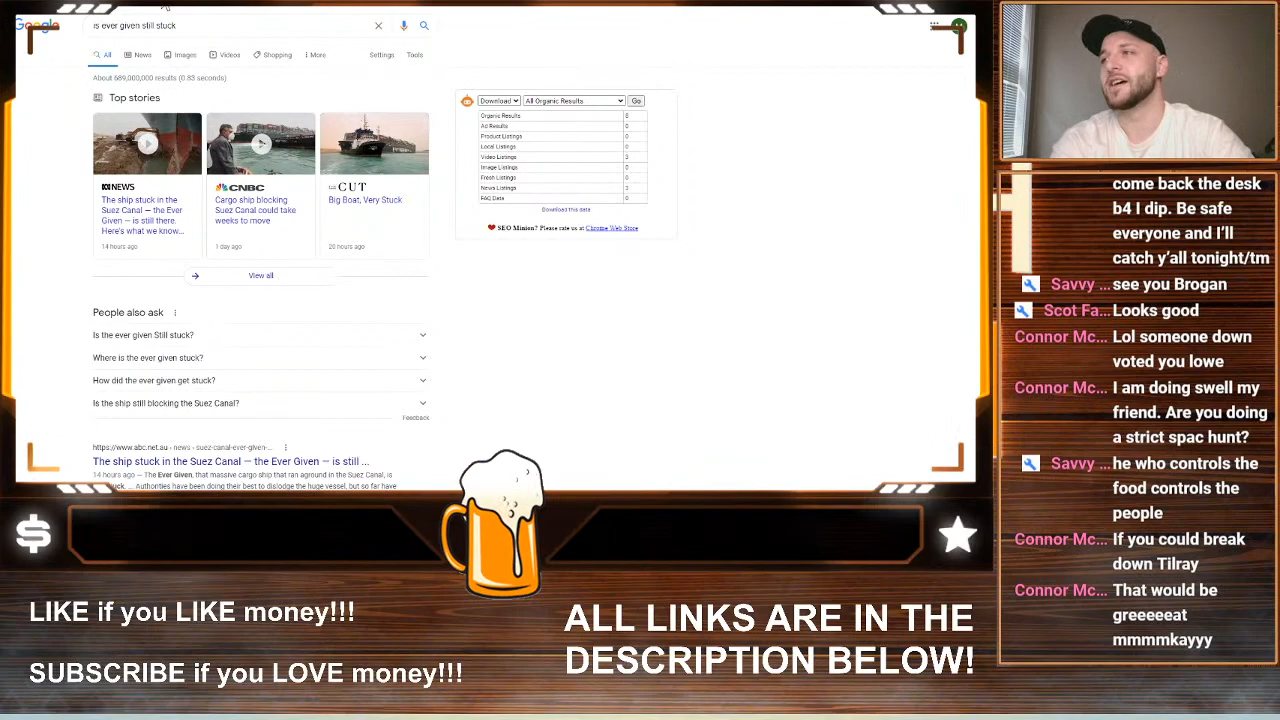 Google
is ever given still stuck
All
News
Images
Videos
Shopping
More
Settings
Tools
About 689,000,000 results (0.83 seconds)
Top stories
NEWS
The ship stuck in the
Suez Canal — the Ever
Given — is still there.
Here's what we know...
14 hours ago
CNBC
Cargo ship blocking
Suez Canal could take
weeks to move
1 day ago
THE CUT
Big Boat, Very Stuck
20 hours ago
View all
People also ask
Is the ever given Still stuck?
Where is the ever given stuck?
How did the ever given get stuck?
Is the ship still blocking the Suez Canal?
Feedback
https://www.abc.net.au › news › suez-canal-ever-given-...
The ship stuck in the Suez Canal — the Ever Given — is still ...
14 hours ago — The Ever Given, that massive cargo ship that ran aground in the Suez Canal, is
stuck. ... Authorities have been doing their best to dislodge the huge vessel, but so far have
Download
All Organic Results
Go
Organic Results 8
Ad Results 0
Product Listings 0
Local Listings 0
Video Listings 3
Image Listings 0
Fresh Listings 0
News Listings 3
FAQ Data 0
Download this data
SEO Minion? Please rate us at Chrome Web Store
come back the desk
b4 I dip. Be safe
everyone and I'll
catch y'all tonight/tm
Savvy ... see you Brogan
Scot Fa... Looks good
Connor Mc... Lol someone down
voted you lowe
Connor Mc... I am doing swell my
friend. Are you doing
a strict spac hunt?
Savvy ... he who controls the
food controls the
people
Connor Mc... If you could break
down Tilray
Connor Mc... That would be
greeeeeat
mmmmkayyy
$
LIKE if you LIKE money!!!
SUBSCRIBE if you LOVE money!!!
ALL LINKS ARE IN THE
DESCRIPTION BELOW!